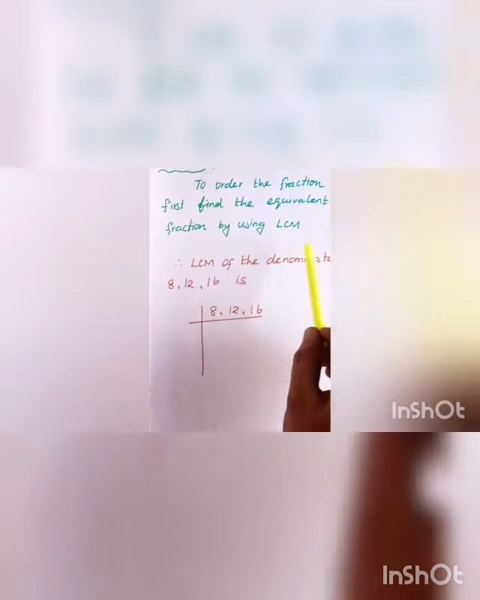 To order the fraction
first find the equivalent
fraction by using LCM
∴ LCM of the
8, 12, 16 is
8, 12, 16
InShOt
InShOt